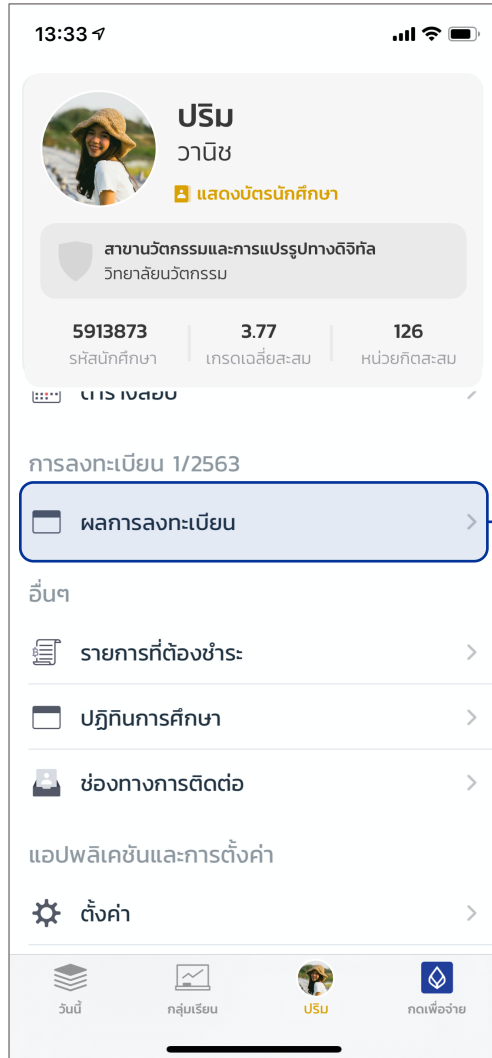 13:33
ปริม
วานิช
แสดงบัตรนักศึกษา
สาขานวัตกรรมและการแปรรูปทางดิจิทัล
วิทยาลัยนวัตกรรม
5913873 3.77 126
รหัสนักศึกษา เกรดเฉลี่ยสะสม หน่วยกิตสะสม
ตารางสอบ
การลงทะเบียน 1/2563
ผลการลงทะเบียน
อื่นๆ
รายการที่ต้องชำระ
ปฏิทินการศึกษา
ช่องทางการติดต่อ
แอปพลิเคชันและการตั้งค่า
ตั้งค่า
วันนี้ กลุ่มเรียน ปริม กดเพื่อจ่าย